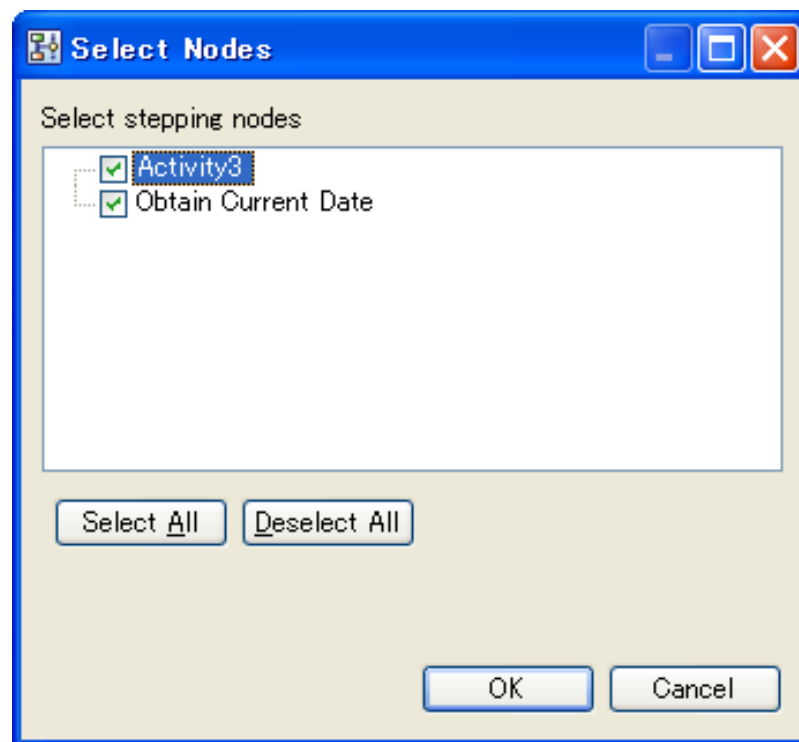 Select Nodes
Select stepping nodes
Activity3
Obtain Current Date
Select All
Deselect All
OK
Cancel